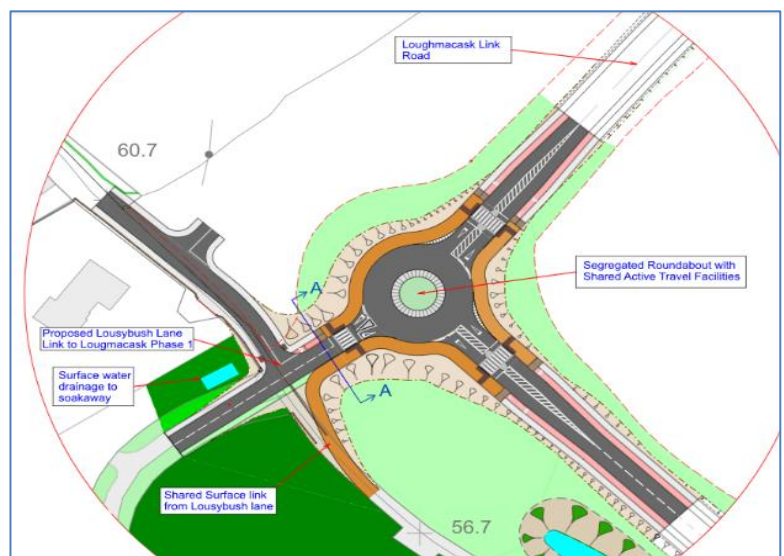 Loughmacask Link
Road
60.7
A
Segregated Roundabout with
Shared Active Travel Facilities
Proposed Lousybush Lane
Link to Lougmacask Phase 1
Surface water
drainage to
soakaway
A
Shared Surface link
from Lousybush lane
56.7